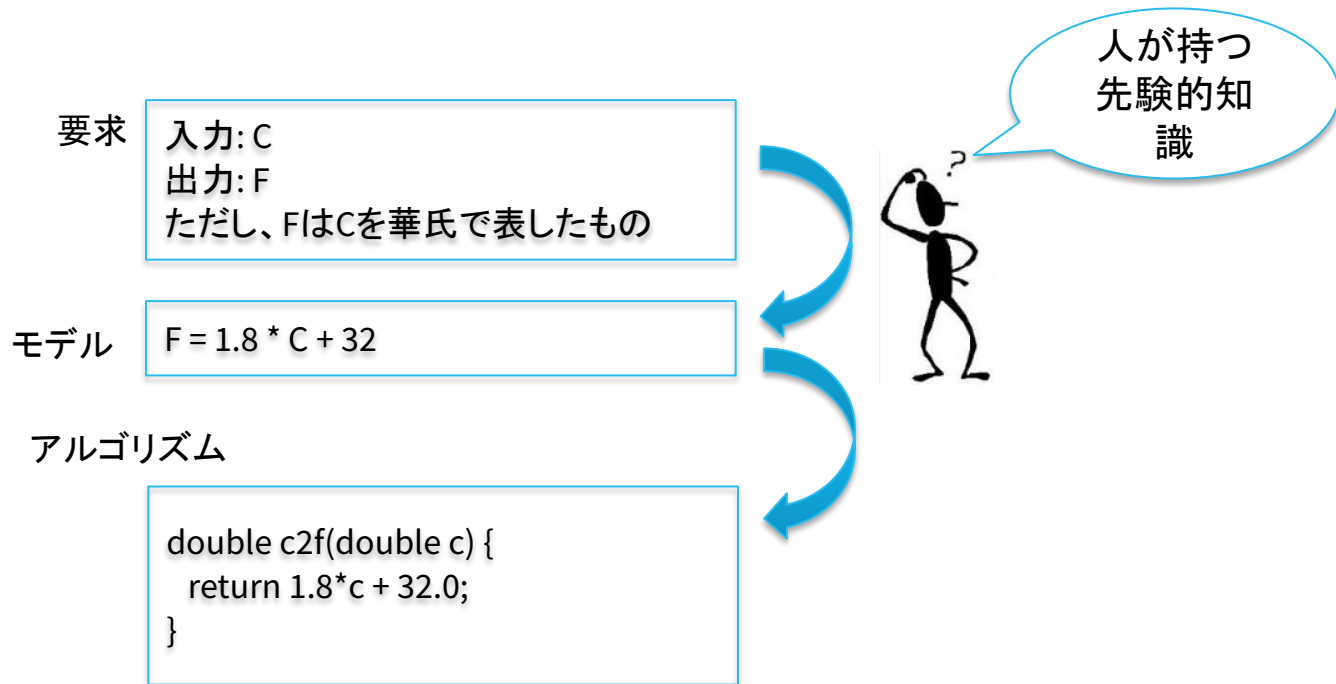 人が持つ
先験的知
識
?
要求
入力: C
出力: F
ただし、FはCを華氏で表したもの
モデル
F = 1.8 * C + 32
アルゴリズム
double c2f(double c) {
return 1.8*c + 32.0;
}